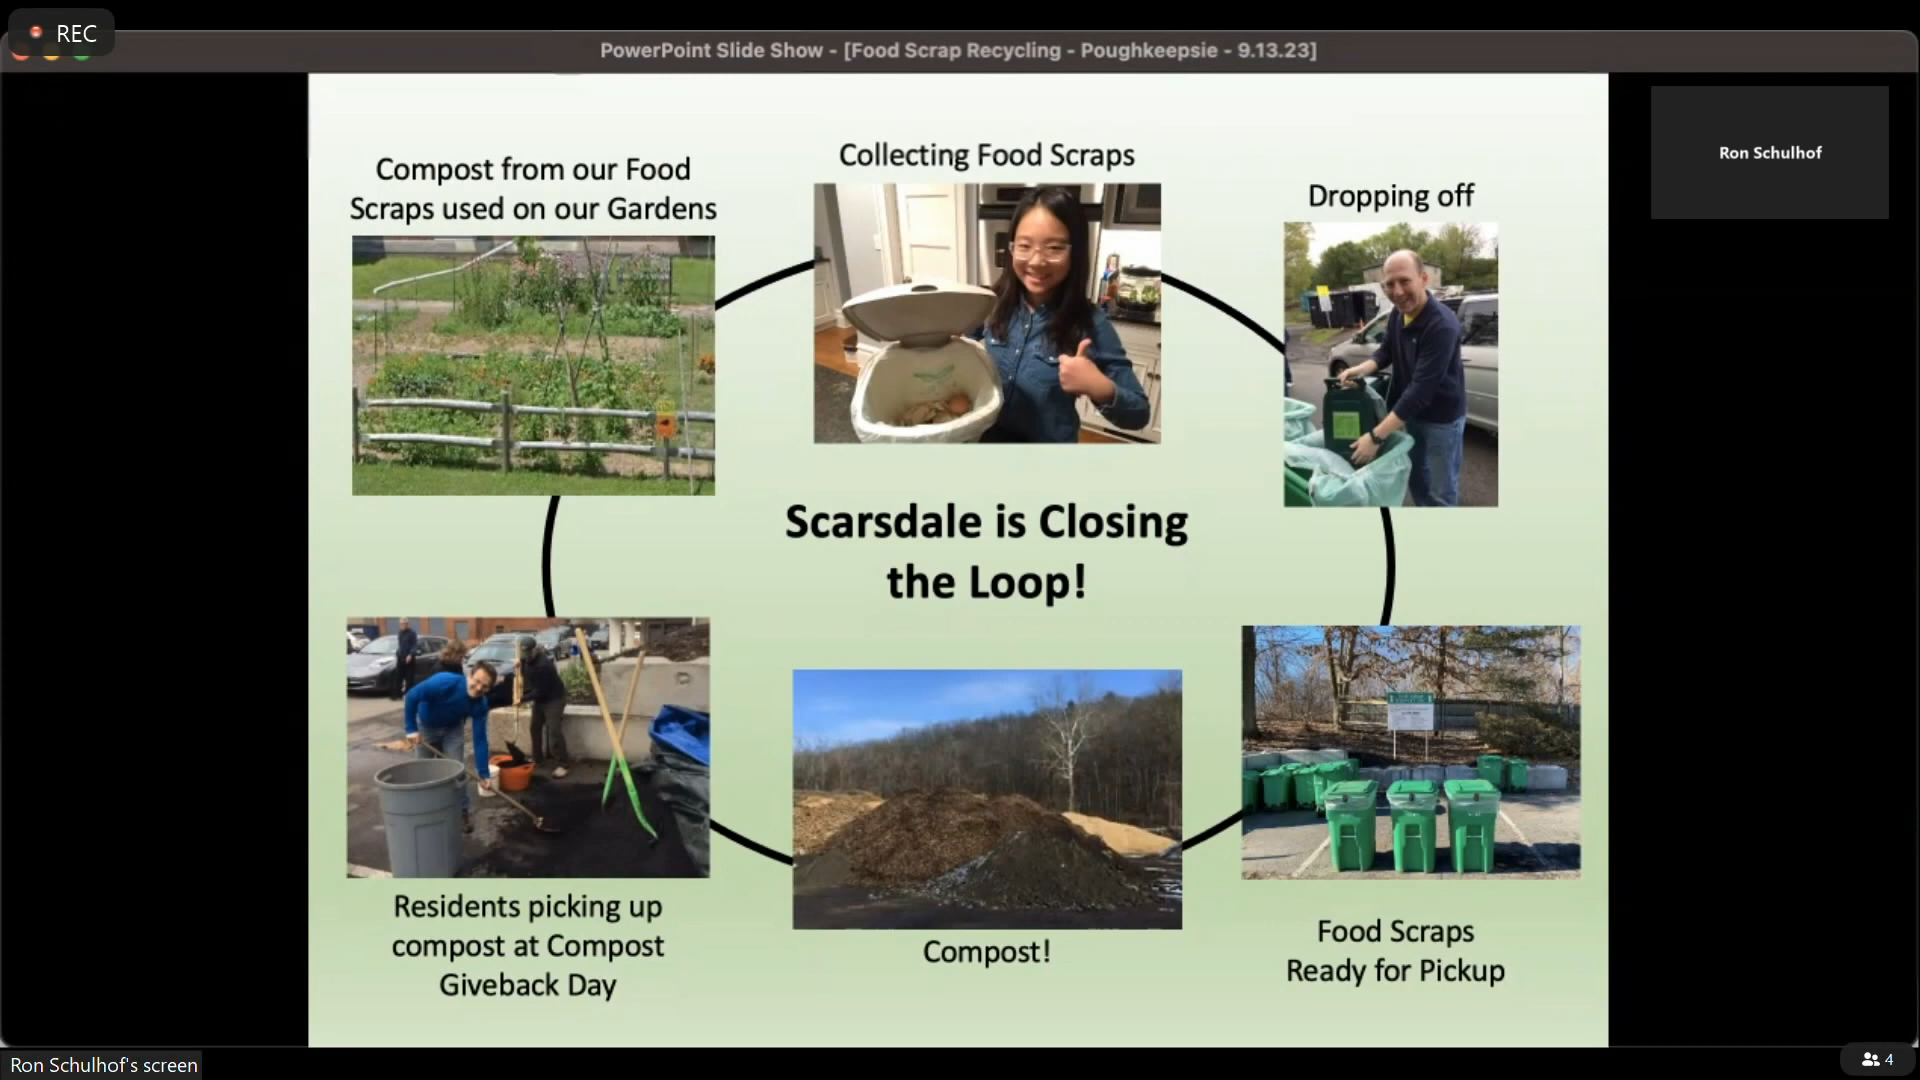 REC
PowerPoint Slide Show - [Food Scrap Recycling - Poughkeepsie - 9.13.23]
Ron Schulhof
Collecting Food Scraps
Compost from our Food
Scraps used on our Gardens
Dropping off
Scarsdale is Closing
the Loop!
Residents picking up
compost at Compost
Giveback Day
Compost!
Food Scraps
Ready for Pickup
Ron Schulhof's screen
4